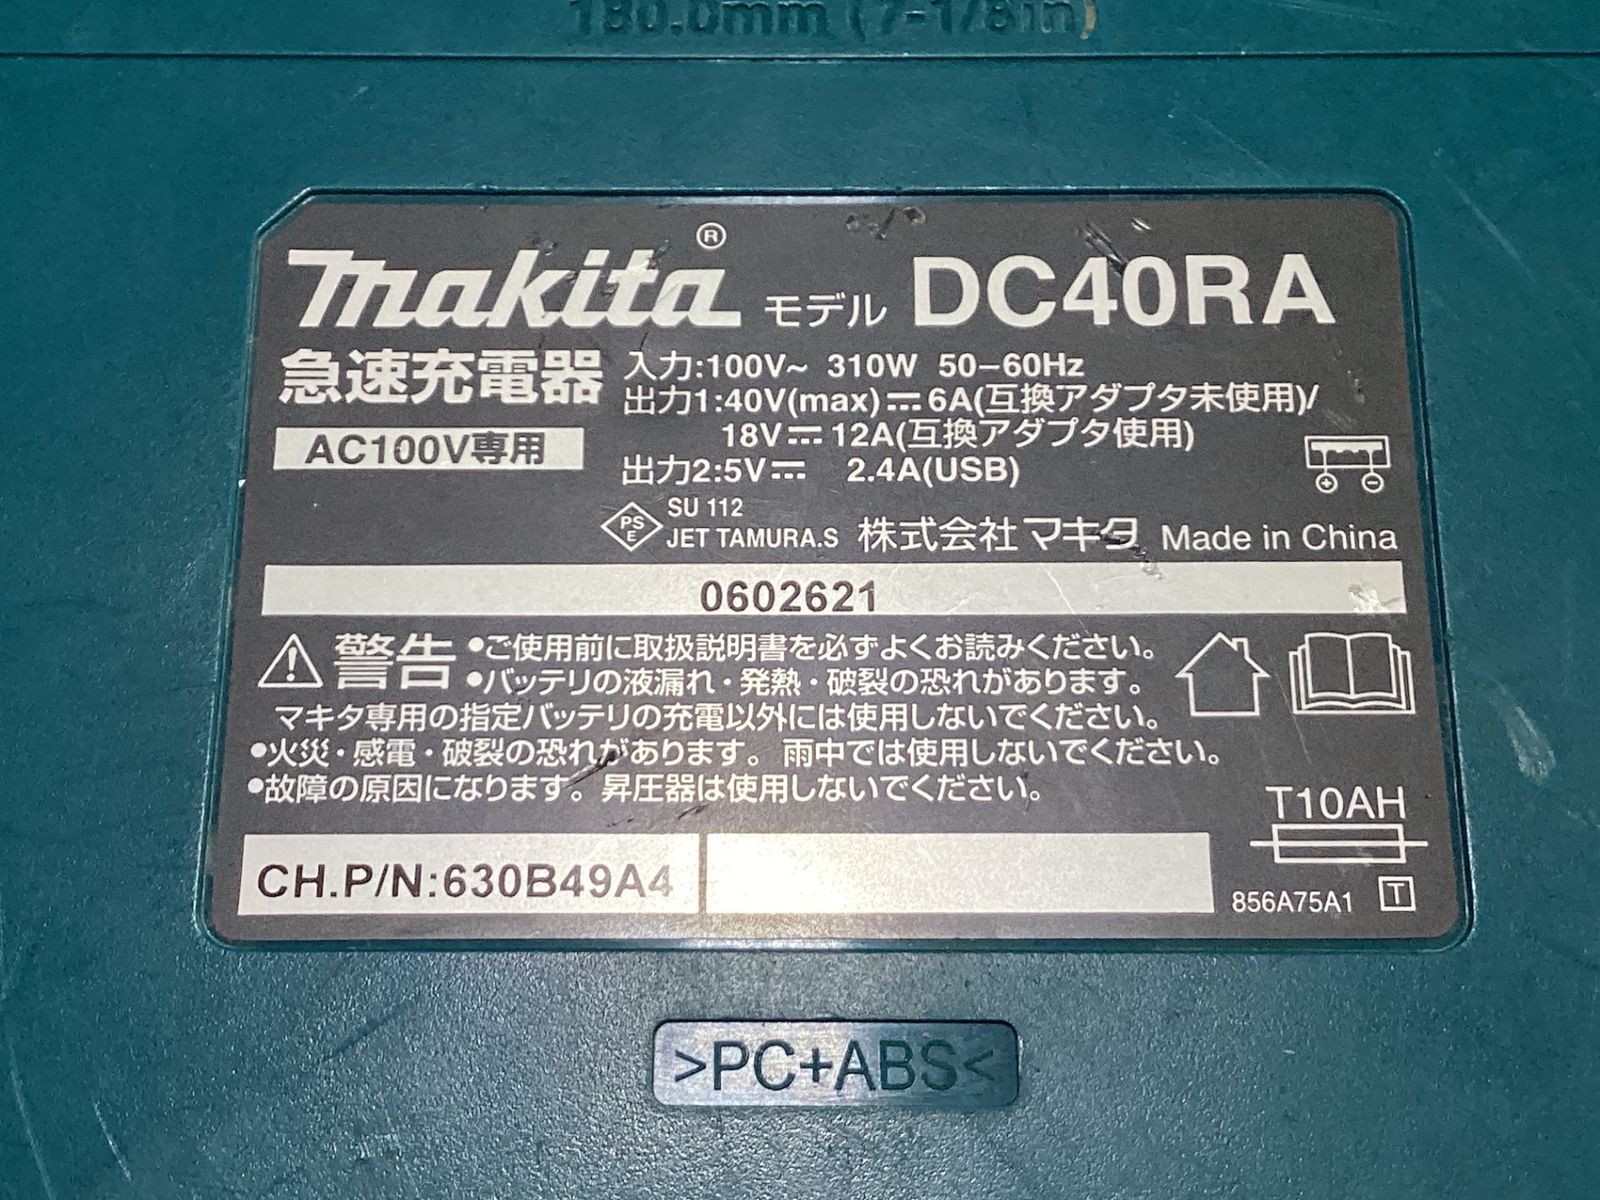 180.0mm (7-1/8in)
makita® モデル DC40RA
急速充電器
AC100V専用
入力:100V~ 310W 50-60Hz
出力1:40V(max)⎓6A(互換アダプタ未使用)/
18V⎓12A(互換アダプタ使用)
出力2:5V⎓ 2.4A(USB)
PS
E
SU 112
JET TAMURA.S 株式会社マキタ Made in China
0602621
警告 •ご使用前に取扱説明書を必ずよくお読みください。
•バッテリの液漏れ・発熱・破裂の恐れがあります。
マキタ専用の指定バッテリの充電以外には使用しないでください。
•火災・感電・破裂の恐れがあります。雨中では使用しないでください。
•故障の原因になります。昇圧器は使用しないでください。
T10AH
CH.P/N:630B49A4
856A75A1 T
>PC+ABS<